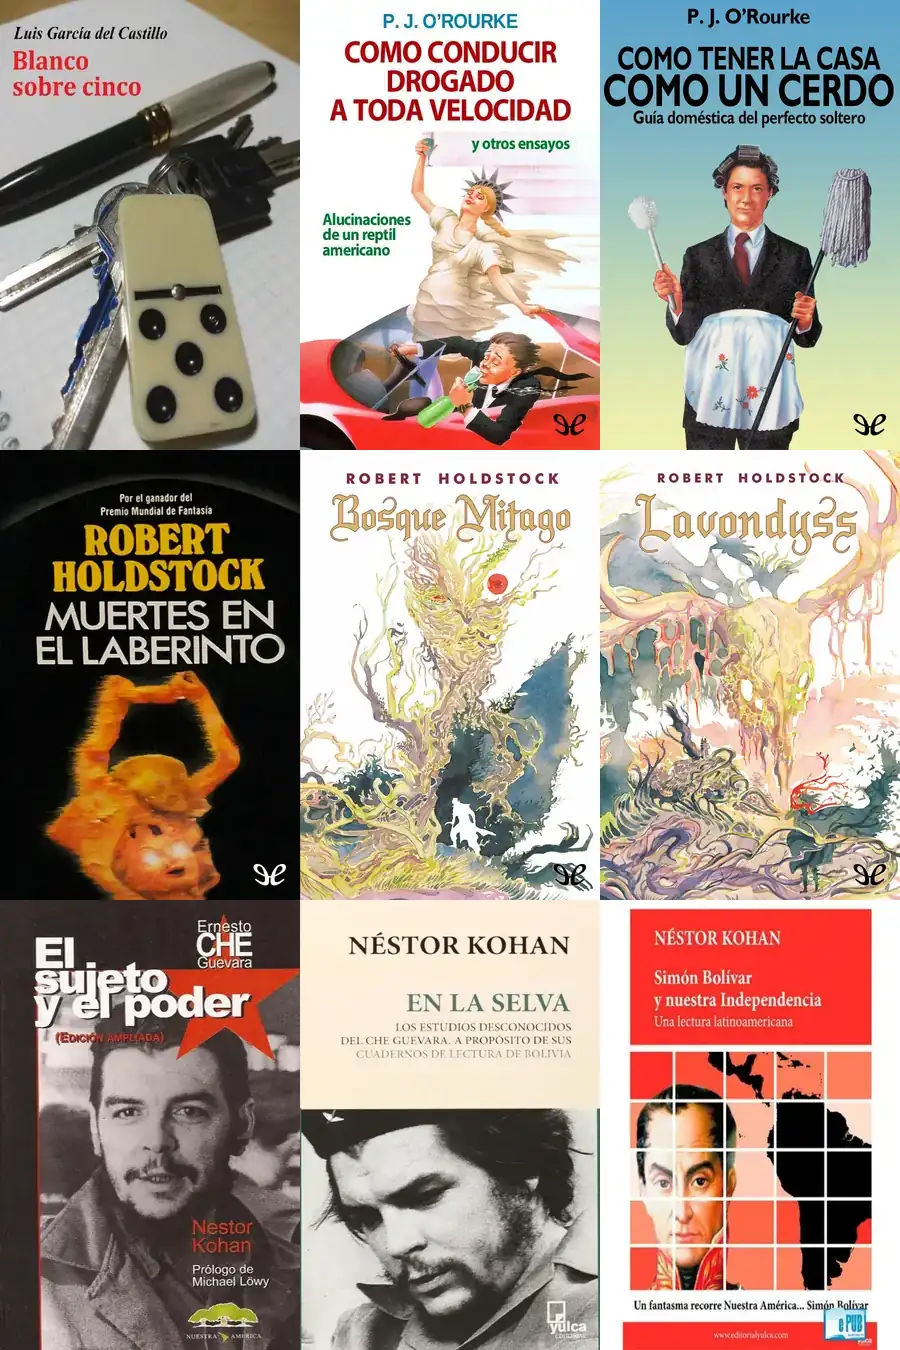 Luis García del Castillo
Blanco
sobre cinco
P. J. O’ROURKE
COMO CONDUCIR
DROGADO
A TODA VELOCIDAD
y otros ensayos
Alucinaciones
de un reptil
americano
P. J. O’Rourke
COMO TENER LA CASA
COMO UN CERDO
Guía doméstica del perfecto soltero
Por el ganador del
Premio Mundial de Fantasía
ROBERT
HOLDSTOCK
MUERTES EN
EL LABERINTO
ROBERT HOLDSTOCK
Bosque Mitago
ROBERT HOLDSTOCK
Lavondyss
Ernesto
CHE
Guevara
El
sujeto
y el poder
(EDICIÓN AMPLIADA)
Nestor
Kohan
Prólogo de
Michael Löwy
NUESTRA AMÉRICA
NÉSTOR KOHAN
EN LA SELVA
LOS ESTUDIOS DESCONOCIDOS
DEL CHE GUEVARA. A PROPÓSITO DE SUS
CUADERNOS DE LECTURA DE BOLIVIA
yulca
EDITORIAL
NÉSTOR KOHAN
Simón Bolívar
y nuestra Independencia
Una lectura latinoamericana
Un fantasma recorre Nuestra América... Simón Bolívar
www.editorialyulca.com
e PUB